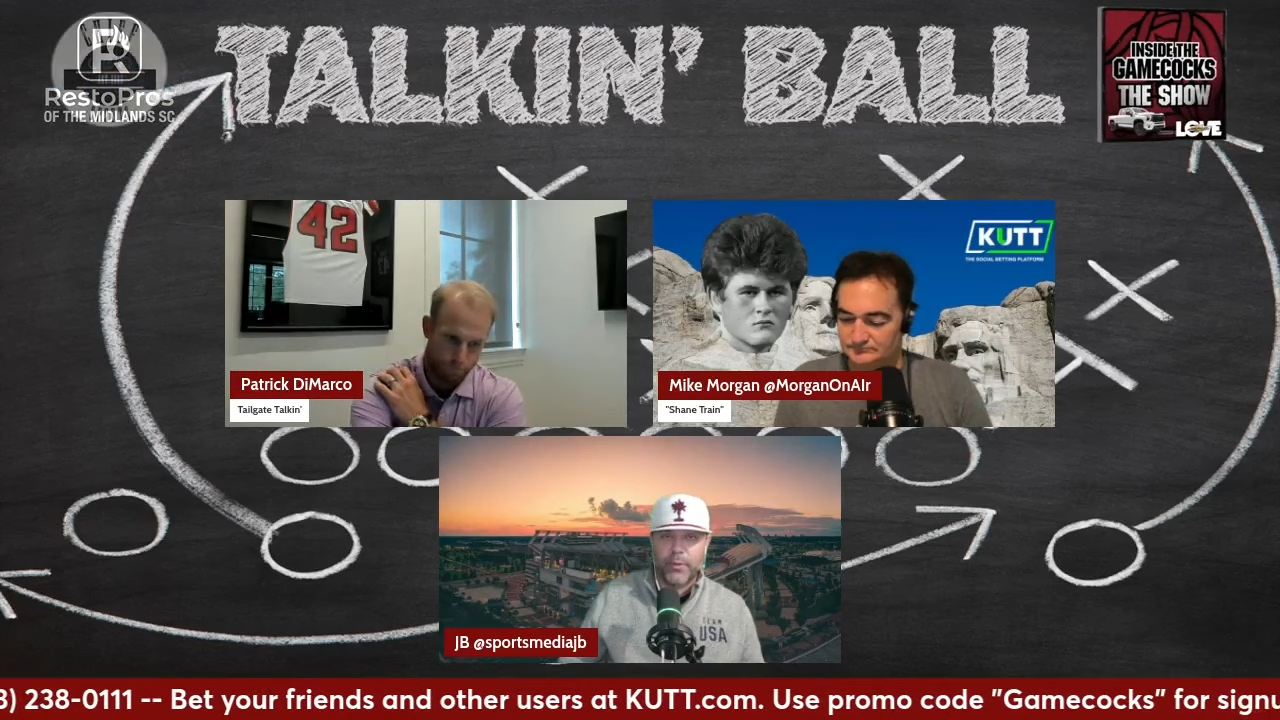 TALKIN' BALL
RestoPros
OF THE MIDLANDS SC
INSIDE THE
GAMECOCKS
THE SHOW
LOVE
42
KUTT
THE SOCIAL BETTING PLATFORM
Patrick DiMarco
Tailgate Talkin'
Mike Morgan @MorganOnAIr
"Shane Train"
TEAM
USA
JB @sportsmediajb
3) 238-0111 -- Bet your friends and other users at KUTT.com. Use promo code "Gamecocks" for signu